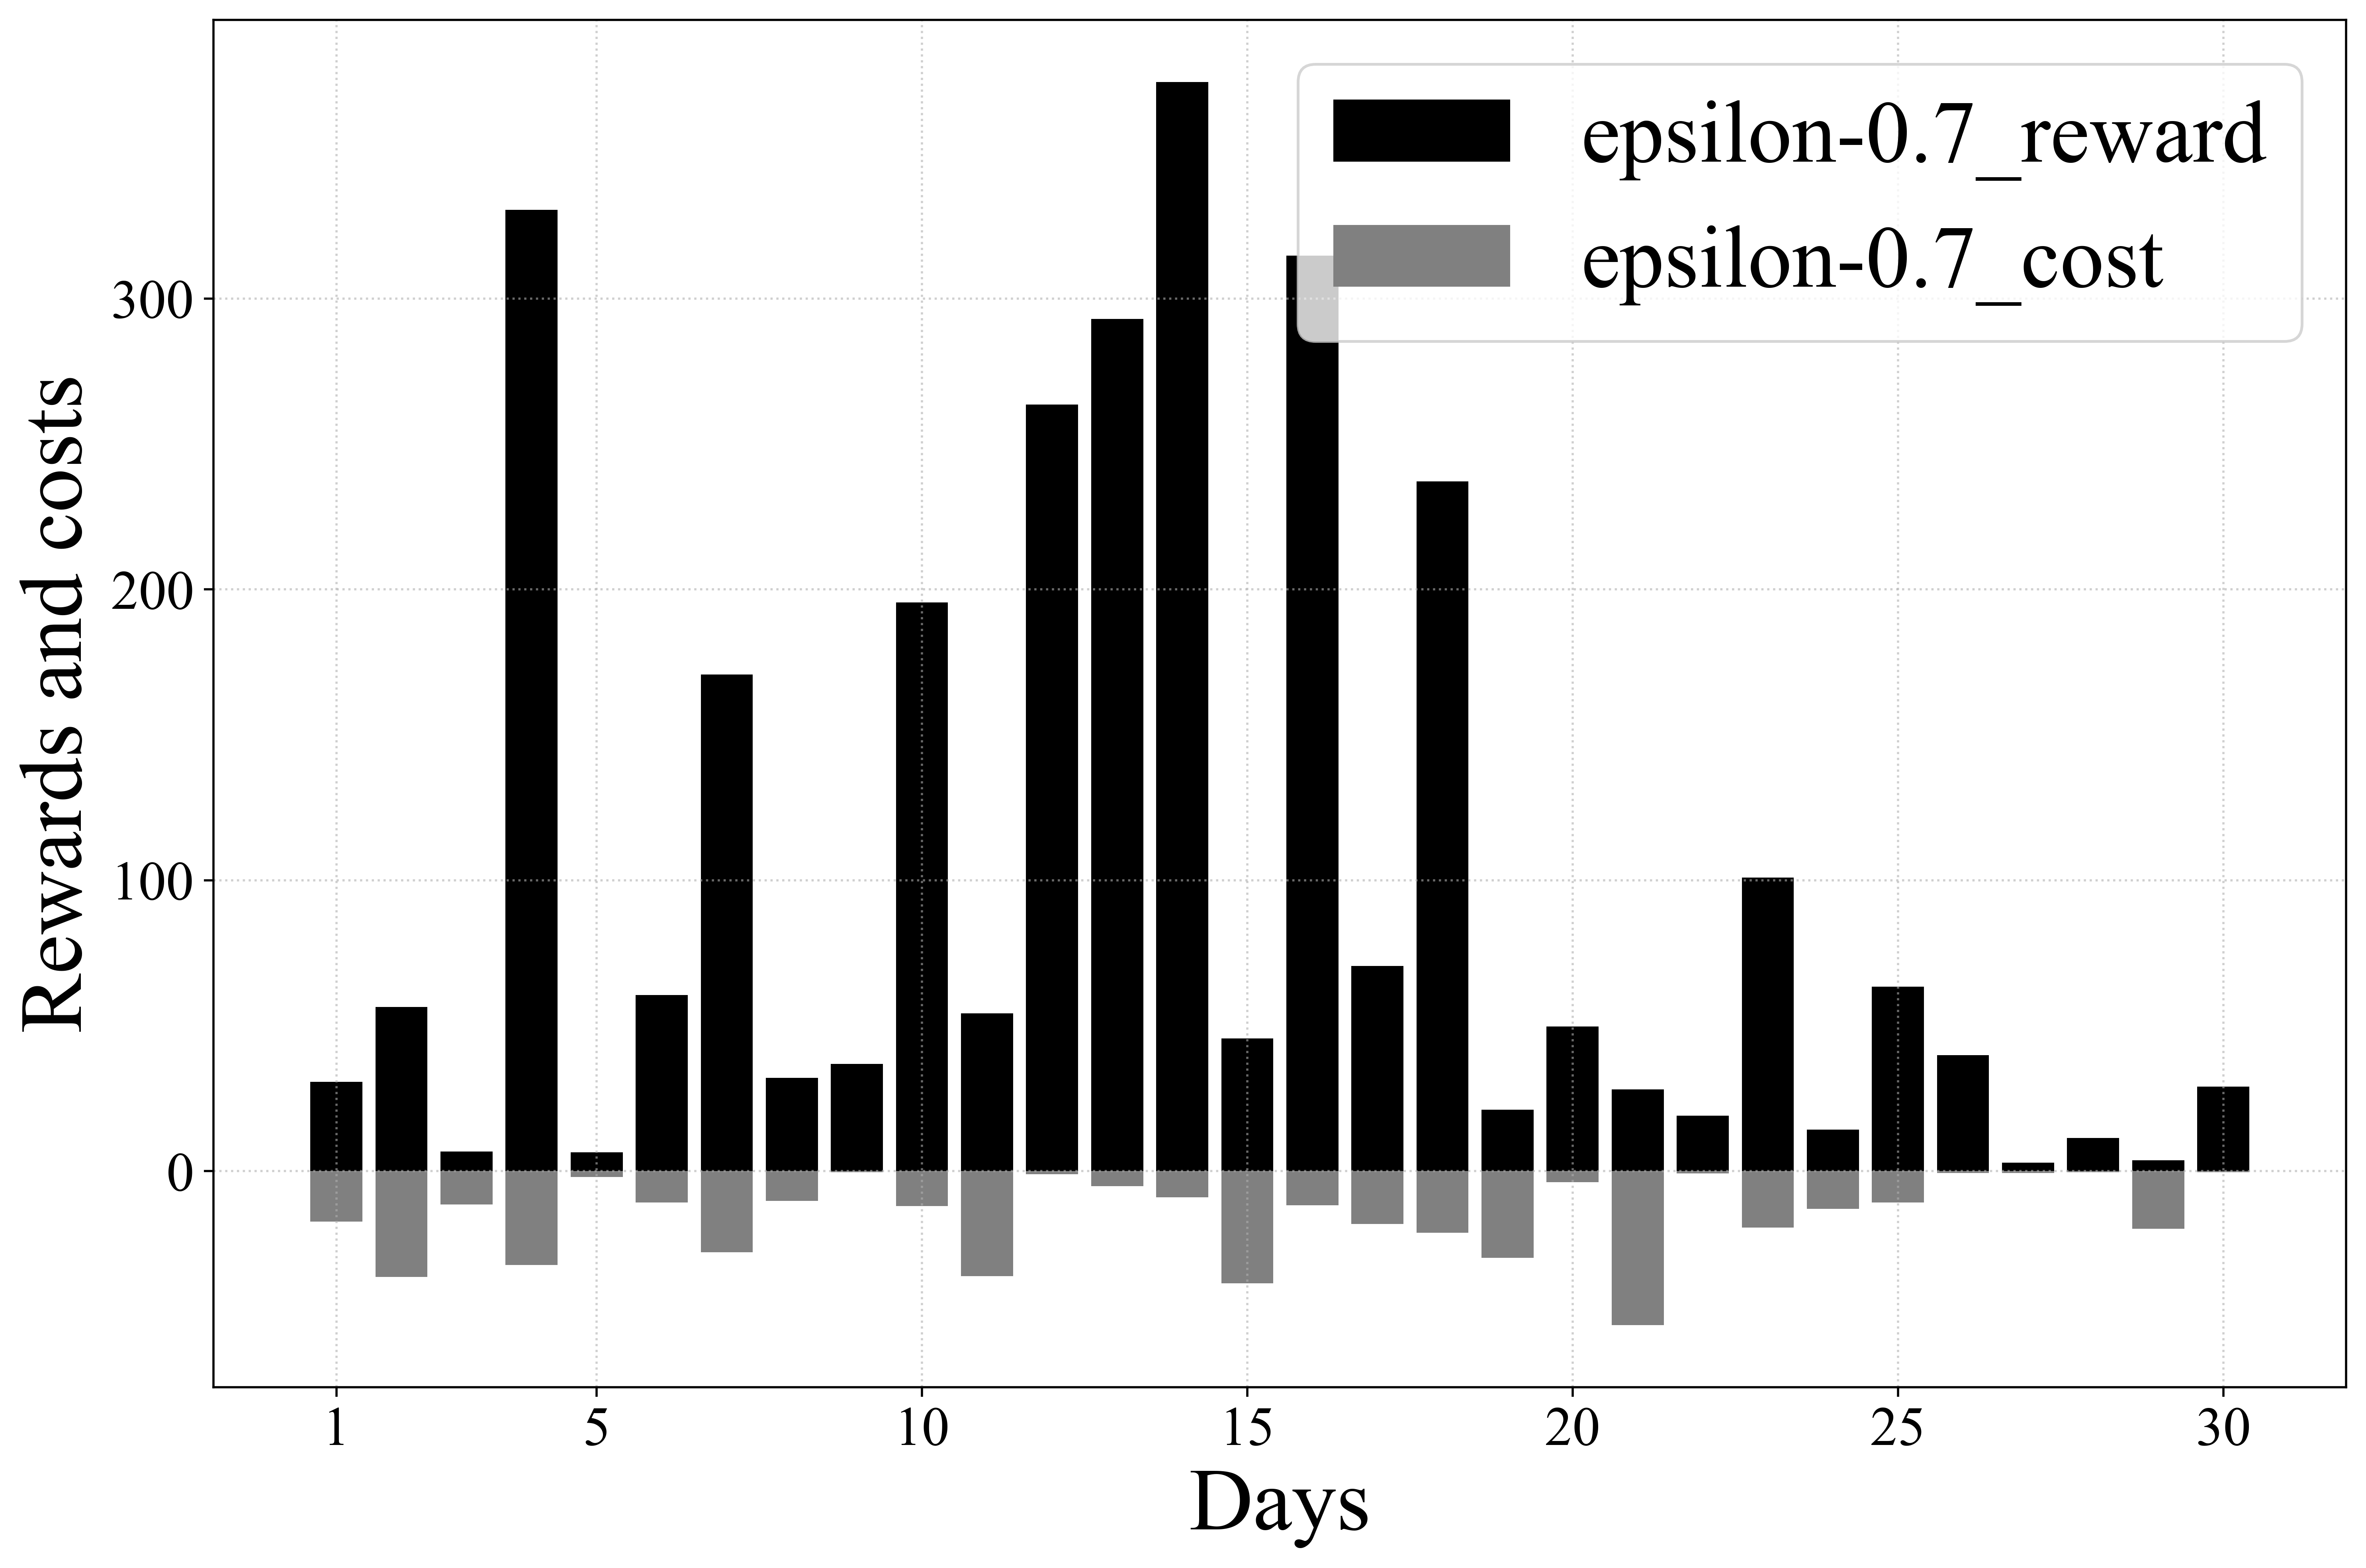 epsilon-0.7_reward
epsilon-0.7_cost
Rewards and costs
300
200
100
0
1 5 10 15 20 25 30
Days